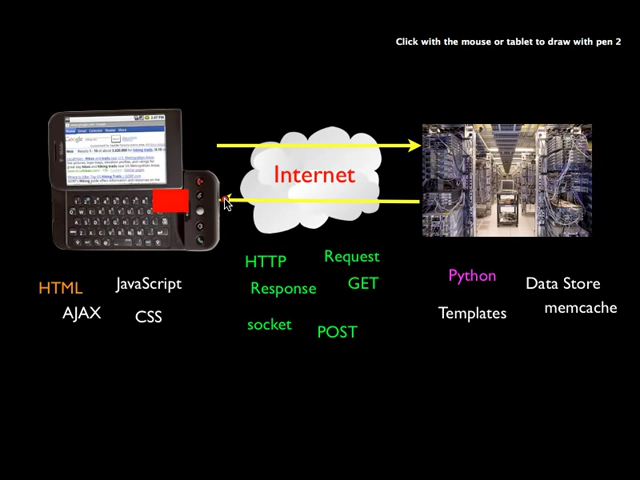 Click with the mouse or tablet to draw with pen 2
Internet
HTTP
Request
Response
GET
socket
POST
HTML
JavaScript
AJAX
CSS
Python
Data Store
Templates
memcache